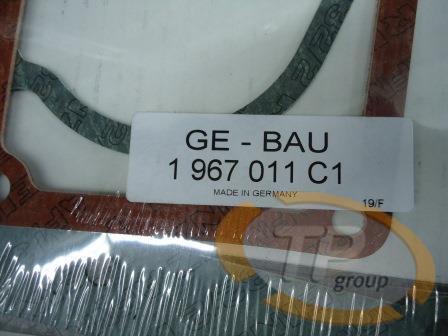 GE - BAU
1 967 011 C1
MADE IN GERMANY
19/F
TP
group